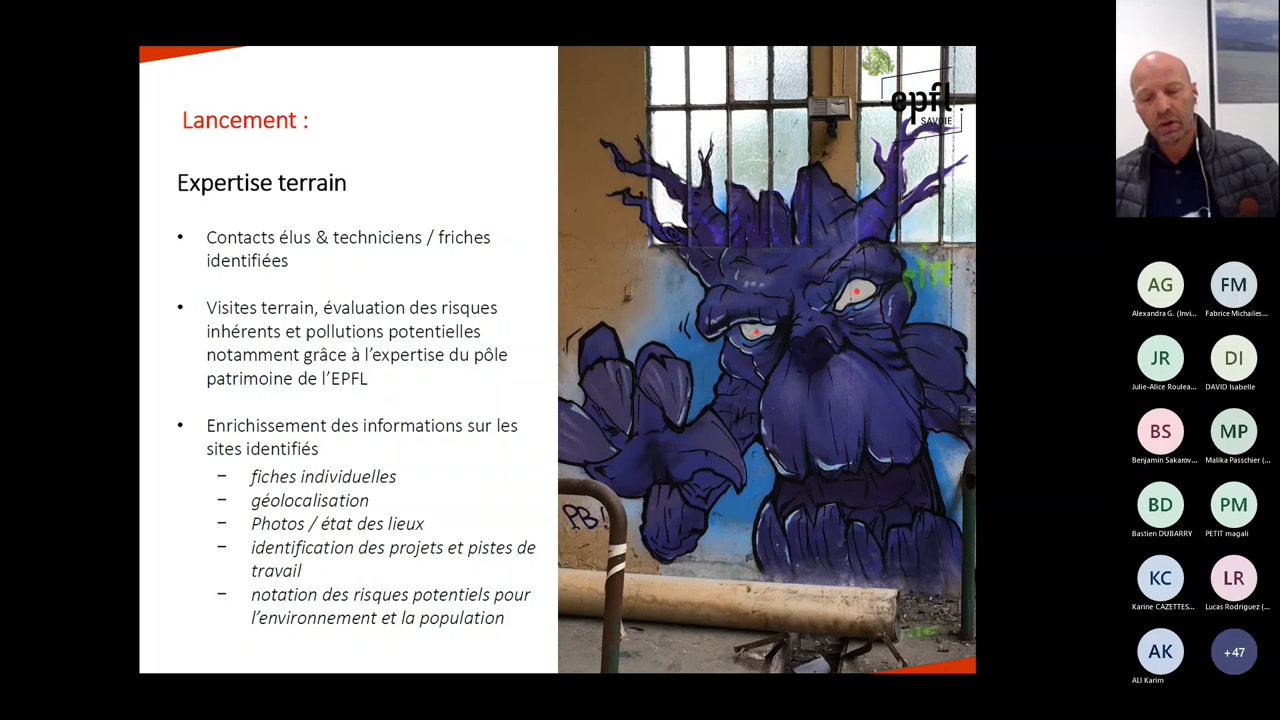 Lancement :
Expertise terrain
• Contacts élus & techniciens / friches
identifiées
• Visites terrain, évaluation des risques
inhérents et pollutions potentielles
notamment grâce à l’expertise du pôle
patrimoine de l’EPFL
• Enrichissement des informations sur les
sites identifiés
– fiches individuelles
– géolocalisation
– Photos / état des lieux
– identification des projets et pistes de
travail
– notation des risques potentiels pour
l’environnement et la population
epfl
SAVOIE
PB!
AG
FM
Alexandra G. (Invi...
Fabrice Michailes...
JR
DI
Julie-Alice Roulea...
DAVID Isabelle
BS
MP
Benjamin Sakarov...
Malika Passchier (...
BD
PM
Bastien DUBARRY
PETIT magali
KC
LR
Karine CAZETTES...
Lucas Rodriguez (...
AK
+47
ALI Karim